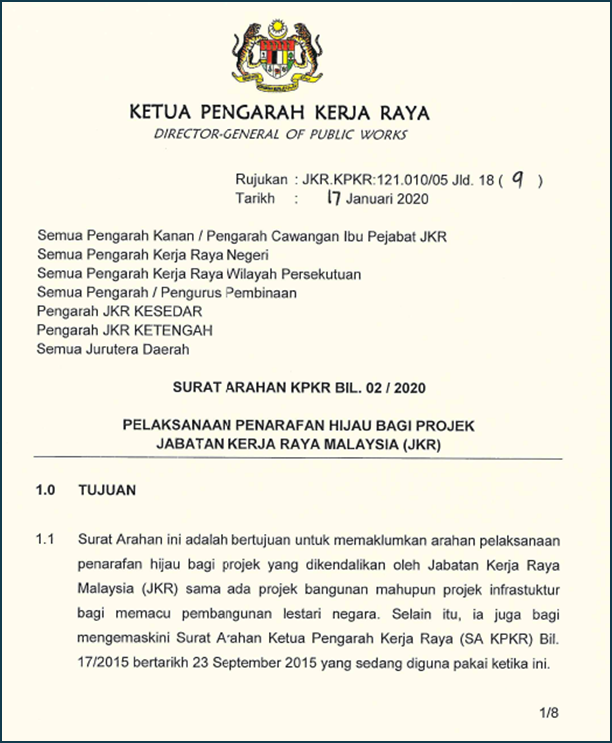 KETUA PENGARAH KERJA RAYA
DIRECTOR-GENERAL OF PUBLIC WORKS
Rujukan : JKR.KPKR:121.010/05 Jld. 18 ( 9 )
Tarikh : 17 Januari 2020
Semua Pengarah Kanan / Pengarah Cawangan Ibu Pejabat JKR
Semua Pengarah Kerja Raya Negeri
Semua Pengarah Kerja Raya Wilayah Persekutuan
Semua Pengarah / Pengurus Pembinaan
Pengarah JKR KESEDAR
Pengarah JKR KETENGAH
Semua Jurutera Daerah
SURAT ARAHAN KPKR BIL. 02 / 2020
PELAKSANAAN PENARAFAN HIJAU BAGI PROJEK
JABATAN KERJA RAYA MALAYSIA (JKR)
1.0 TUJUAN
1.1 Surat Arahan ini adalah bertujuan untuk memaklumkan arahan pelaksanaan
penarafan hijau bagi projek yang dikendalikan oleh Jabatan Kerja Raya
Malaysia (JKR) sama ada projek bangunan mahupun projek infrastuktur
bagi memacu pembangunan lestari negara. Selain itu, ia juga bagi
mengemaskini Surat Arahan Ketua Pengarah Kerja Raya (SA KPKR) Bil.
17/2015 bertarikh 23 September 2015 yang sedang diguna pakai ketika ini.
1/8